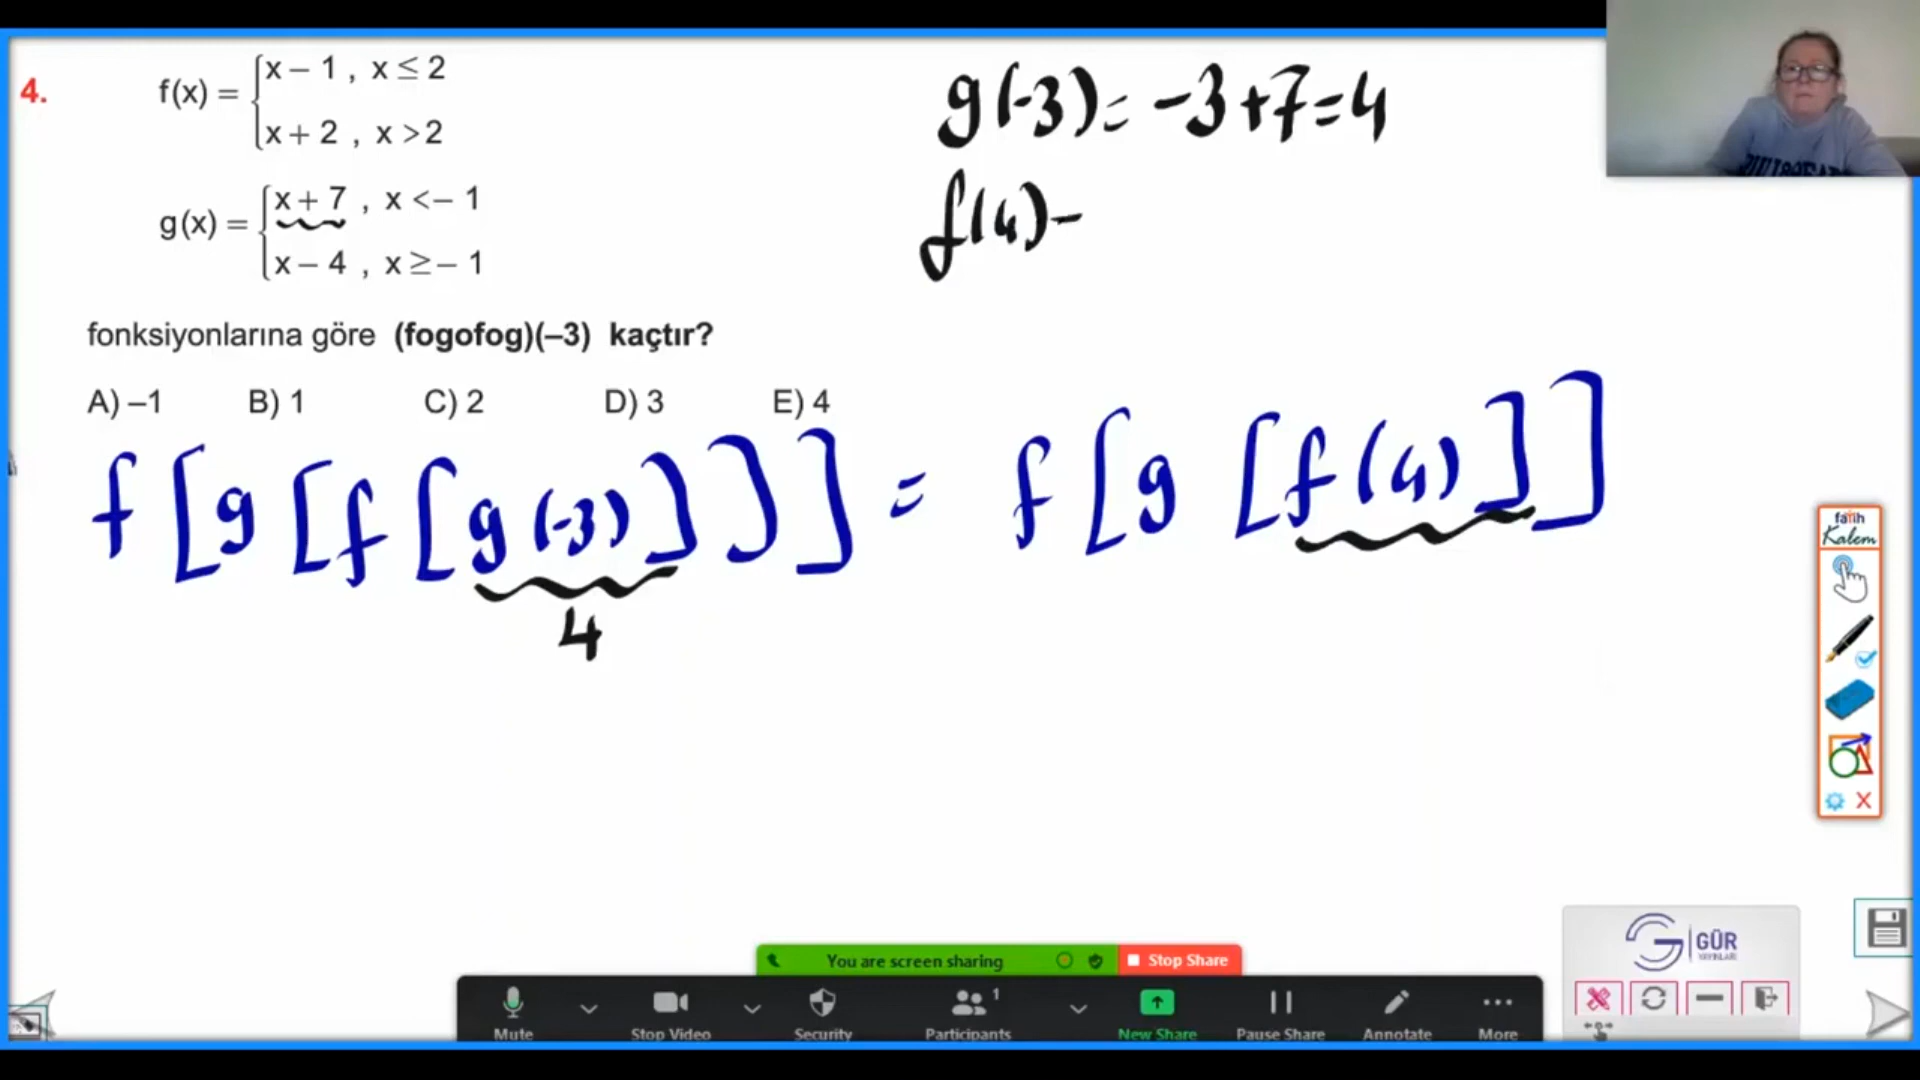 4.
f(x) = { x – 1 , x ≤ 2
x + 2 , x > 2
g(x) = { x + 7 , x < – 1
x – 4 , x ≥ – 1
fonksiyonlarına göre (fogofog)(–3) kaçtır?
A) –1 B) 1 C) 2 D) 3 E) 4
g(-3) = -3+7=4
f(4)-
f[g[f[g(-3)]]] = f[g[f(4)]]
4
fatih
Kalem
GÜR
YAYINLARI
You are screen sharing Stop Share
1
Mute Stop Video Security Participants New Share Pause Share Annotate More